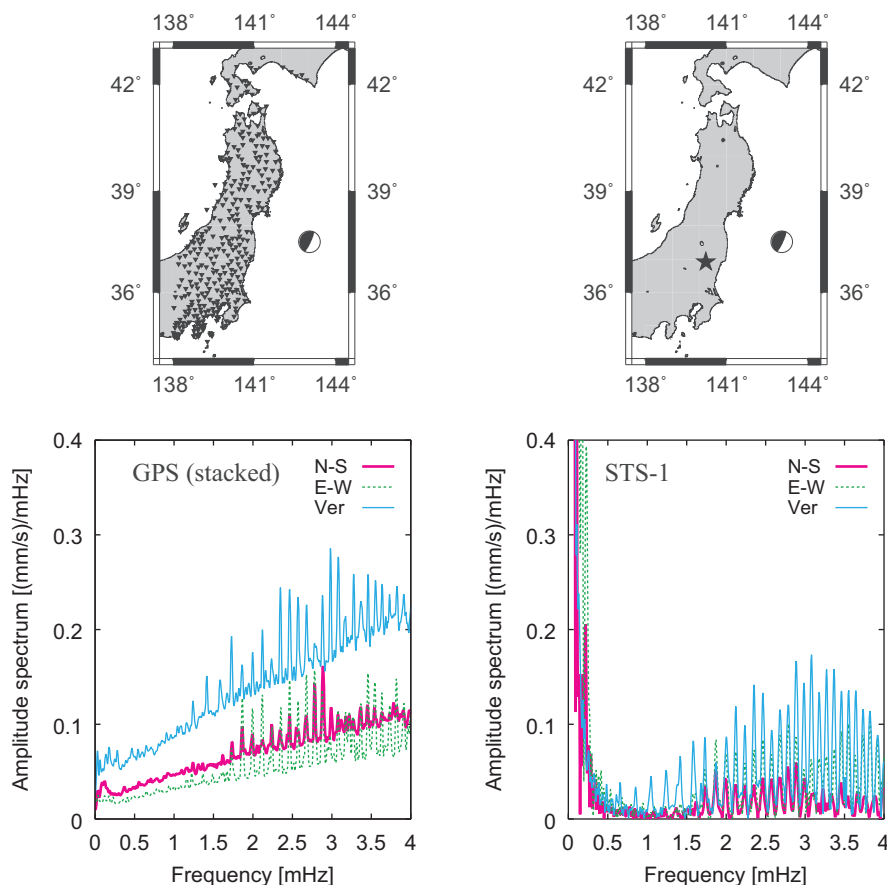 138˚ 141˚ 144˚
42˚
39˚
36˚
138˚ 141˚ 144˚
138˚ 141˚ 144˚
42˚ 42˚
39˚ 39˚
36˚ 36˚
138˚ 141˚ 144˚
0.4
0.3
0.2
0.1
0
0 0.5 1 1.5 2 2.5 3 3.5 4
Amplitude spectrum [(mm/s)/mHz]
Frequency [mHz]
GPS (stacked)
N-S
E-W
Ver
0.4
0.3
0.2
0.1
0
0 0.5 1 1.5 2 2.5 3 3.5 4
Amplitude spectrum [(mm/s)/mHz]
Frequency [mHz]
STS-1
N-S
E-W
Ver